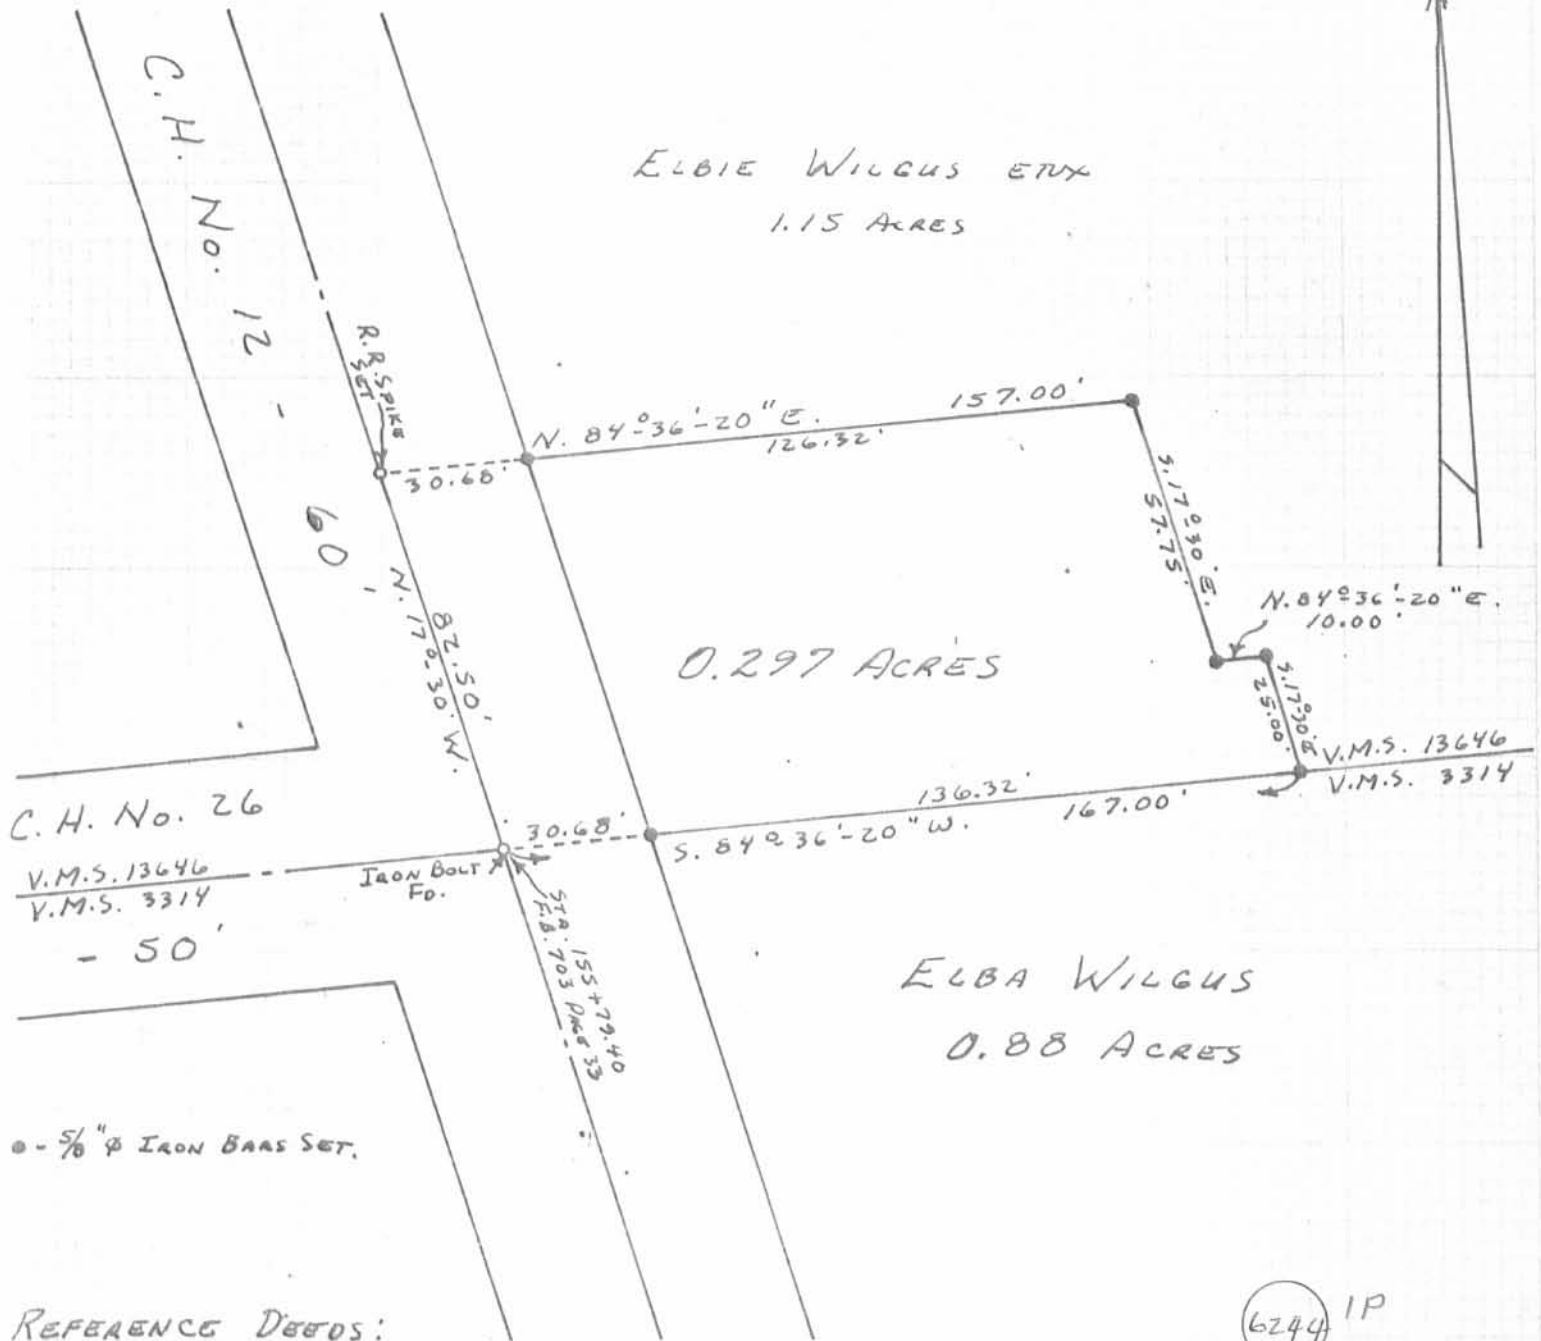 C. H. No. 12 - 60'
ELBIE WILGUS ETUX
1.15 ACRES
R.R. SPIKE
SET
N. 84°-36'-20" E. 157.00'
126.32'
30.68'
S. 17°-30' E.
57.75'
N. 84°-36'-20" E.
10.00'
S. 17°-30' E.
25.00'
82.50'
N. 17°-30' W.
0.297 ACRES
V.M.S. 13646
V.M.S. 3314
136.32'
S. 84°-36'-20" W. 167.00'
30.68'
C. H. No. 26
V.M.S. 13646
V.M.S. 3314
- 50'
IRON BOLT
FD.
STA. 155+79.40
F.B. 703 PAGE 33
ELBA WILGUS
0.88 ACRES
● - 5/8" Φ IRON BARS SET.
REFERENCE DEEDS:
6244 1P